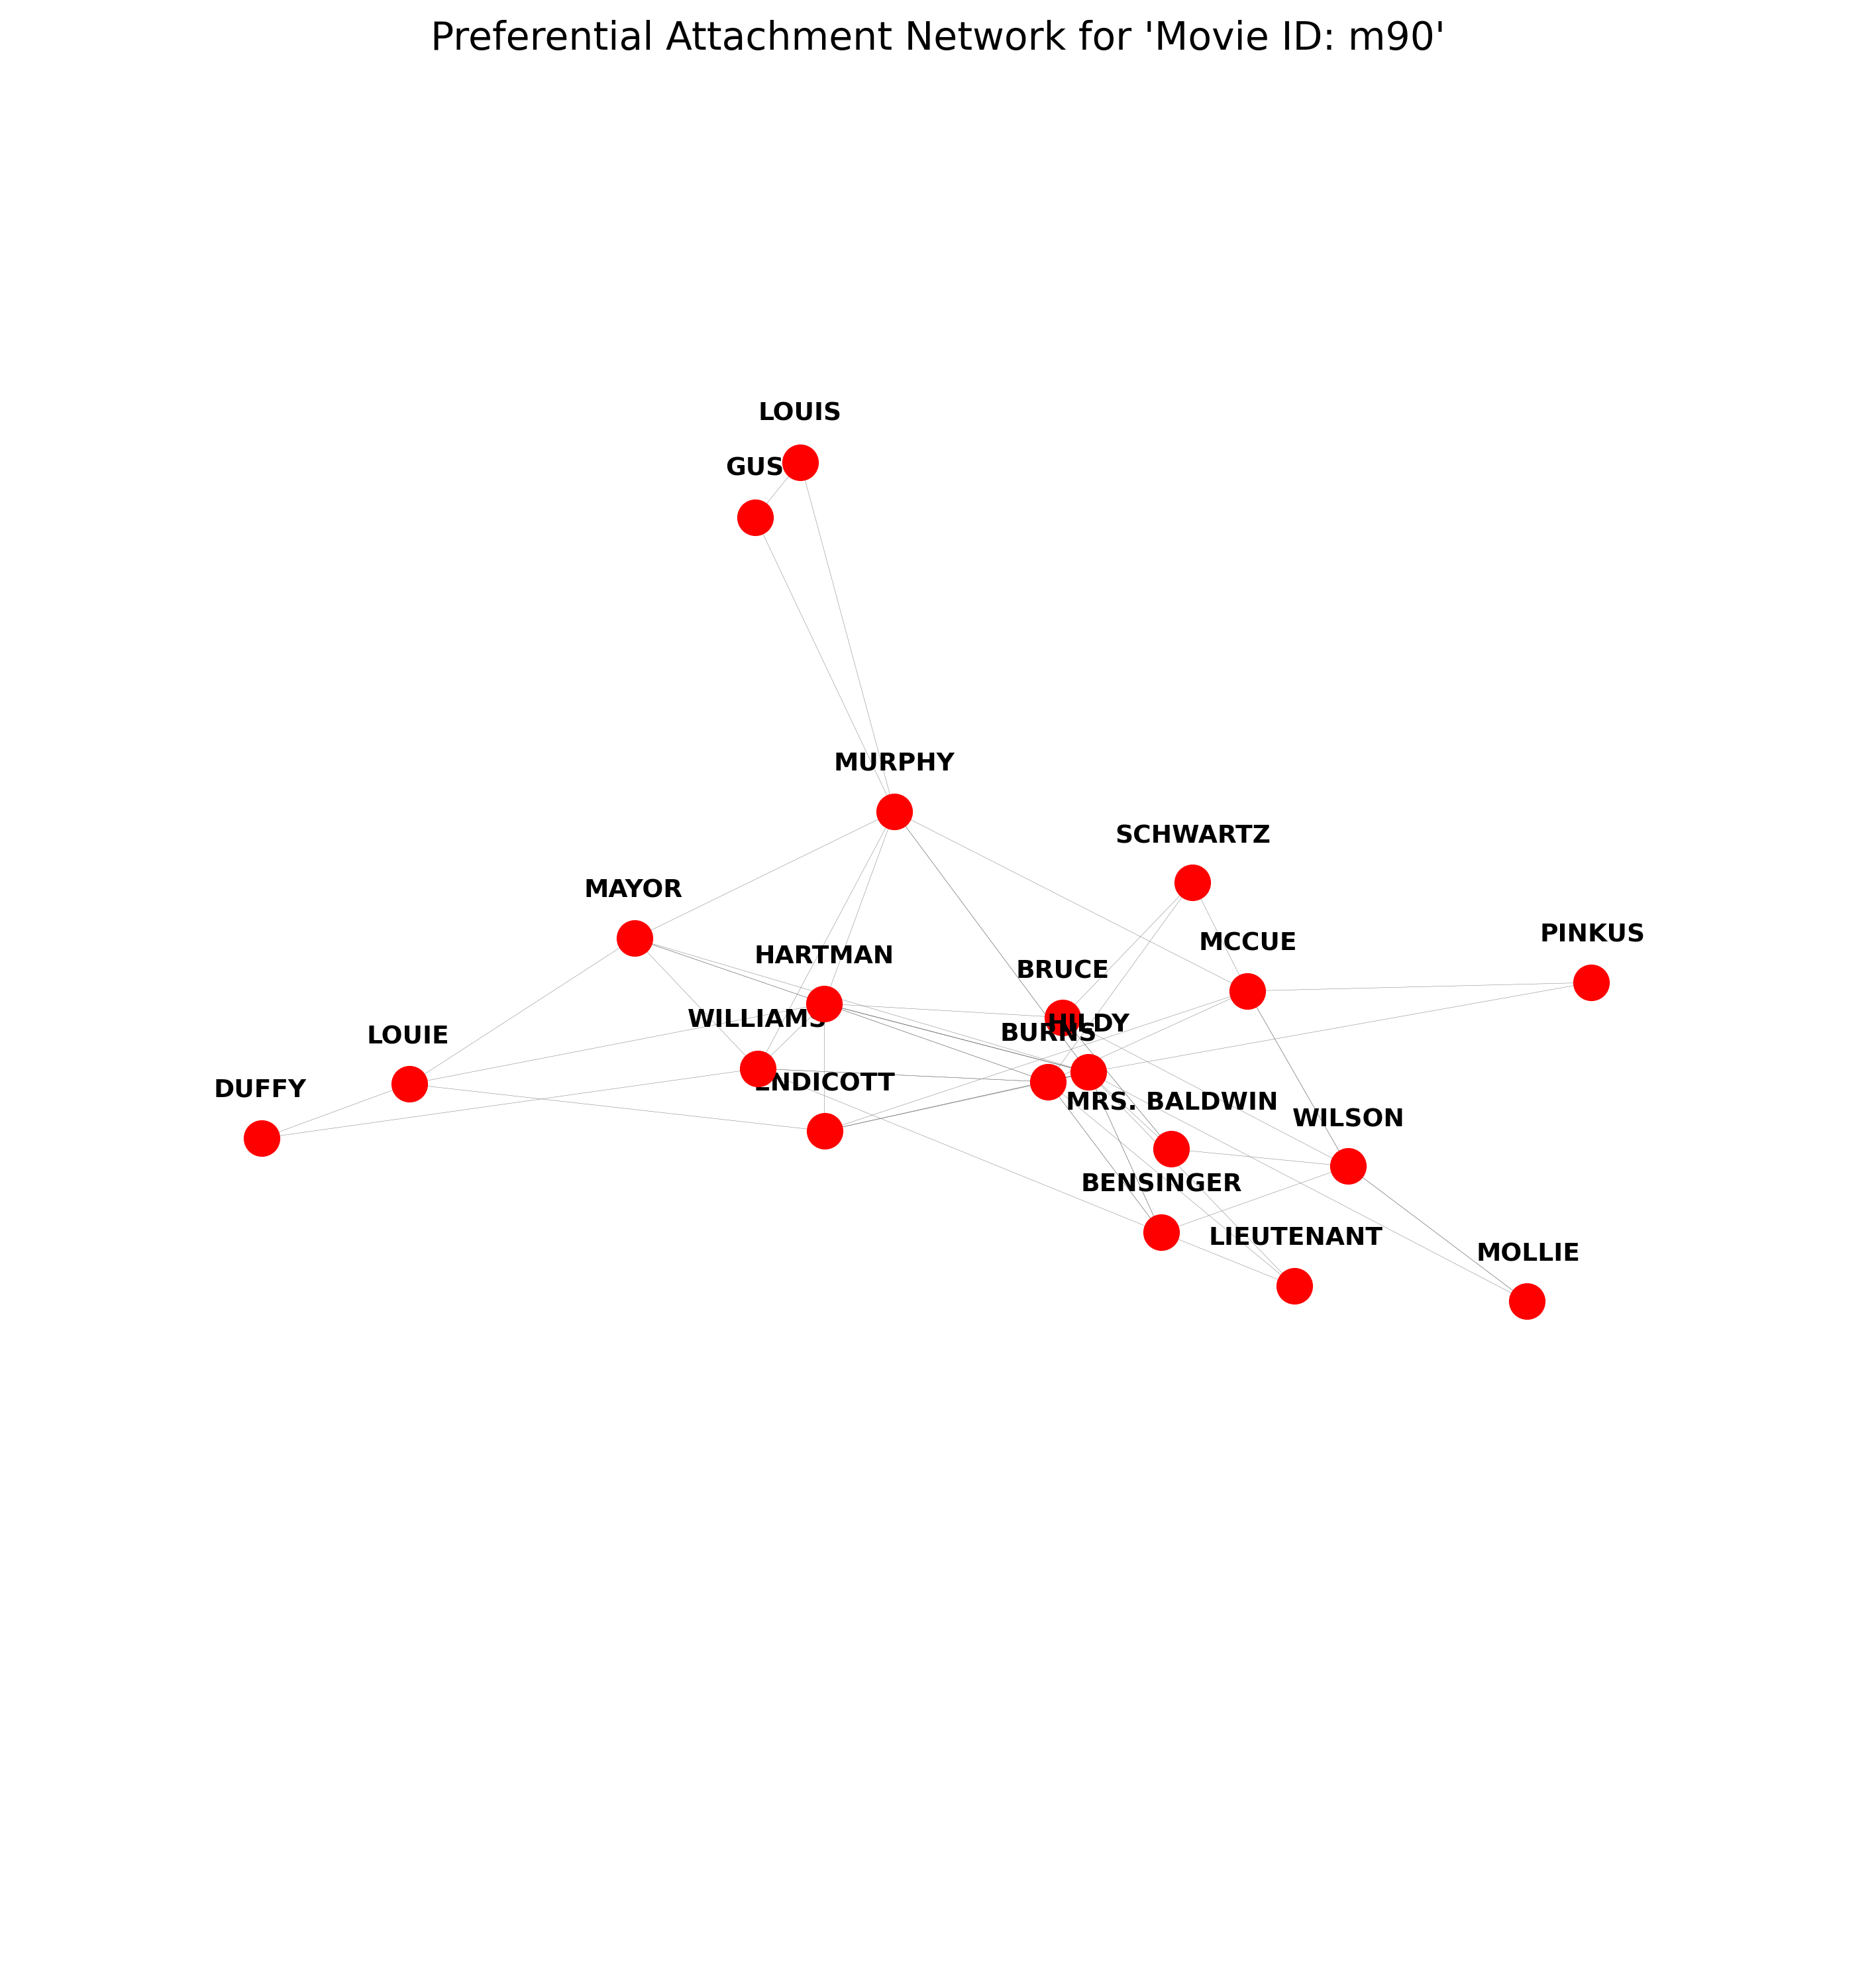 Preferential Attachment Network for 'Movie ID: m90'
LOUIS
GUS
MURPHY
SCHWARTZ
MAYOR
PINKUS
MCCUE
HARTMAN
BRUCE
WILLIAMS
HILDY
BURNS
LOUIE
ENDICOTT
DUFFY
MRS. BALDWIN
WILSON
BENSINGER
LIEUTENANT
MOLLIE